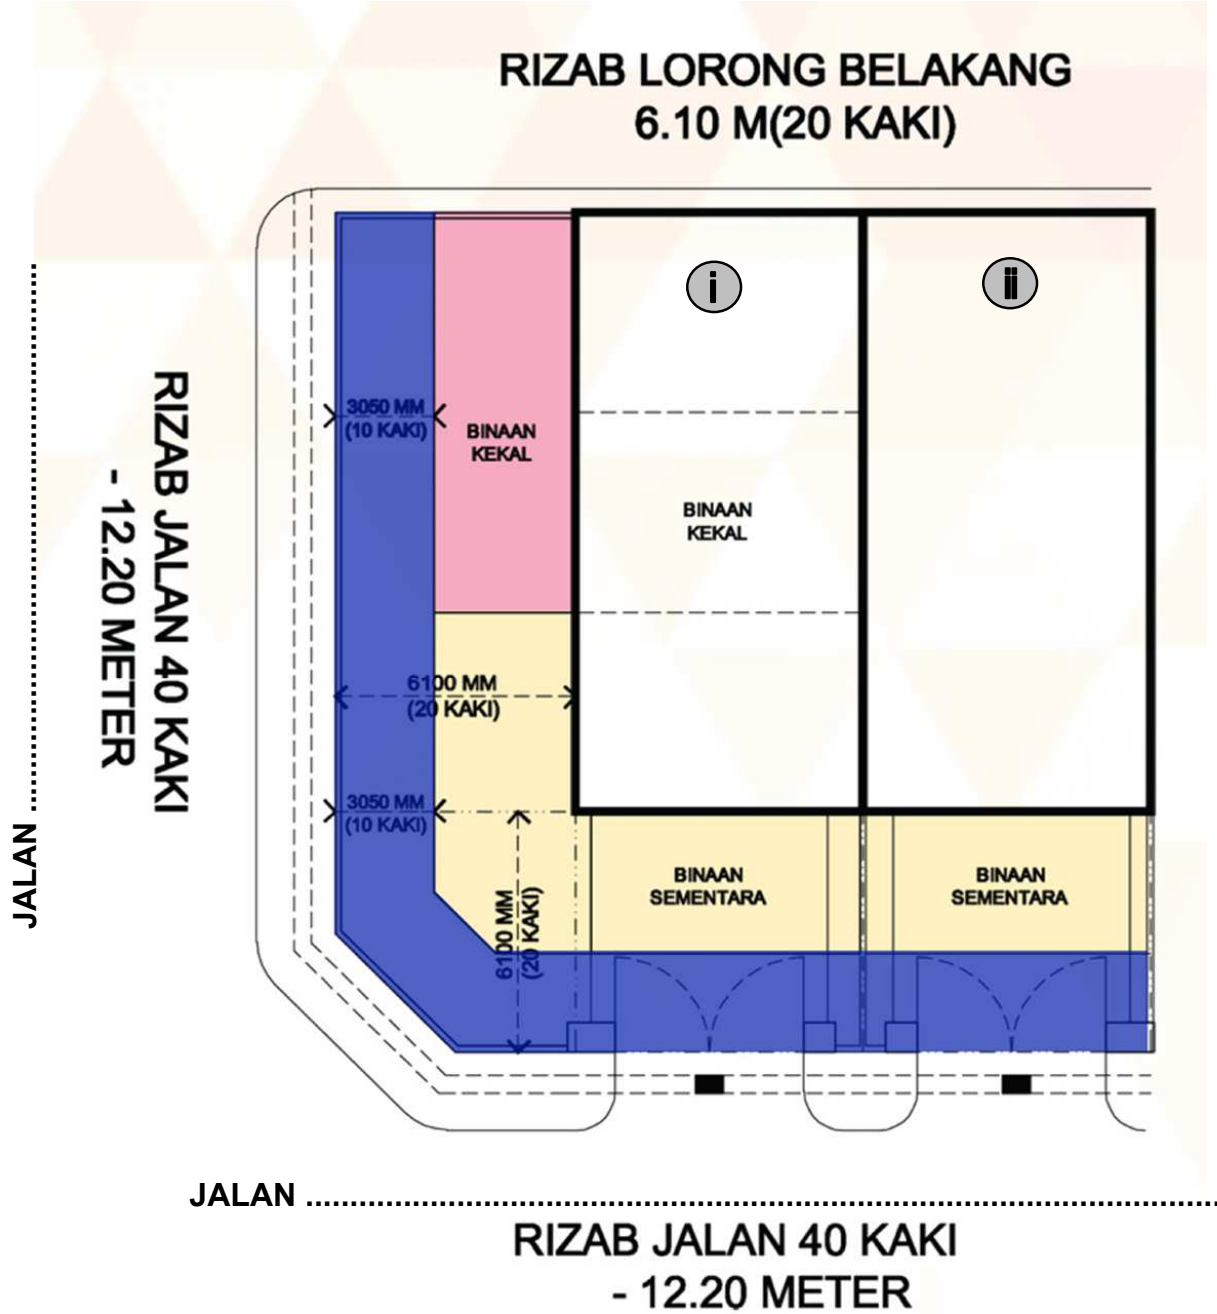 RIZAB LORONG BELAKANG
6.10 M(20 KAKI)
i
ii
3050 MM
(10 KAKI)
BINAAN
KEKAL
BINAAN
KEKAL
RIZAB JALAN 40 KAKI
- 12.20 METER
6100 MM
(20 KAKI)
3050 MM
(10 KAKI)
6100 MM
(20 KAKI)
BINAAN
SEMENTARA
BINAAN
SEMENTARA
JALAN ........................................
JALAN ........................................
RIZAB JALAN 40 KAKI
- 12.20 METER